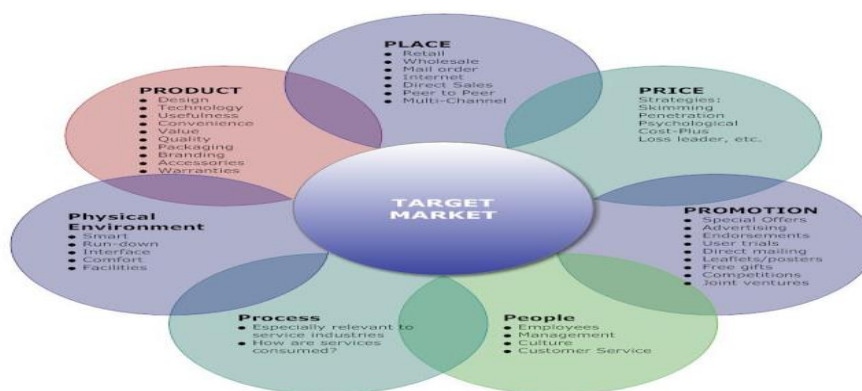 PLACE
• Retail
• Wholesale
• Mail order
• Internet
• Direct Sales
• Peer to Peer
• Multi-Channel
PRODUCT
• Design
• Technology
• Usefulness
• Convenience
• Value
• Quality
• Packaging
• Branding
• Accessories
• Warranties
PRICE
Strategies:
Skimming
Penetration
Psychological
Cost-Plus
Loss leader, etc.
TARGET
MARKET
Physical
Environment
• Smart
• Run-down
• Interface
• Comfort
• Facilities
PROMOTION
• Special Offers
• Advertising
• Endorsements
• User trials
• Direct mailing
• Leaflets/posters
• Free gifts
• Competitions
• Joint ventures
Process
• Especially relevant to
service industries
• How are services
consumed?
People
• Employees
• Management
• Culture
• Customer Service